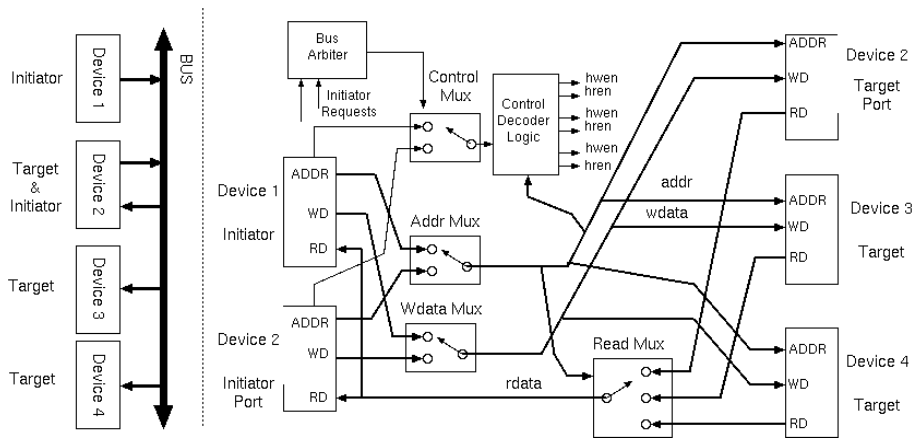 Initiator
Device 1
BUS
Target
&
Initiator
Device 2
Target
Device 3
Target
Device 4
Bus
Arbiter
Initiator
Requests
Control
Mux
Control
Decoder
Logic
hwen
hren
hwen
hren
hwen
hren
Device 1
Initiator
ADDR
WD
RD
Addr Mux
Device 2
Initiator
Port
ADDR
WD
RD
Wdata Mux
rdata
Read Mux
addr
wdata
ADDR
WD
RD
Device 2
Target
Port
ADDR
WD
RD
Device 3
Target
ADDR
WD
RD
Device 4
Target